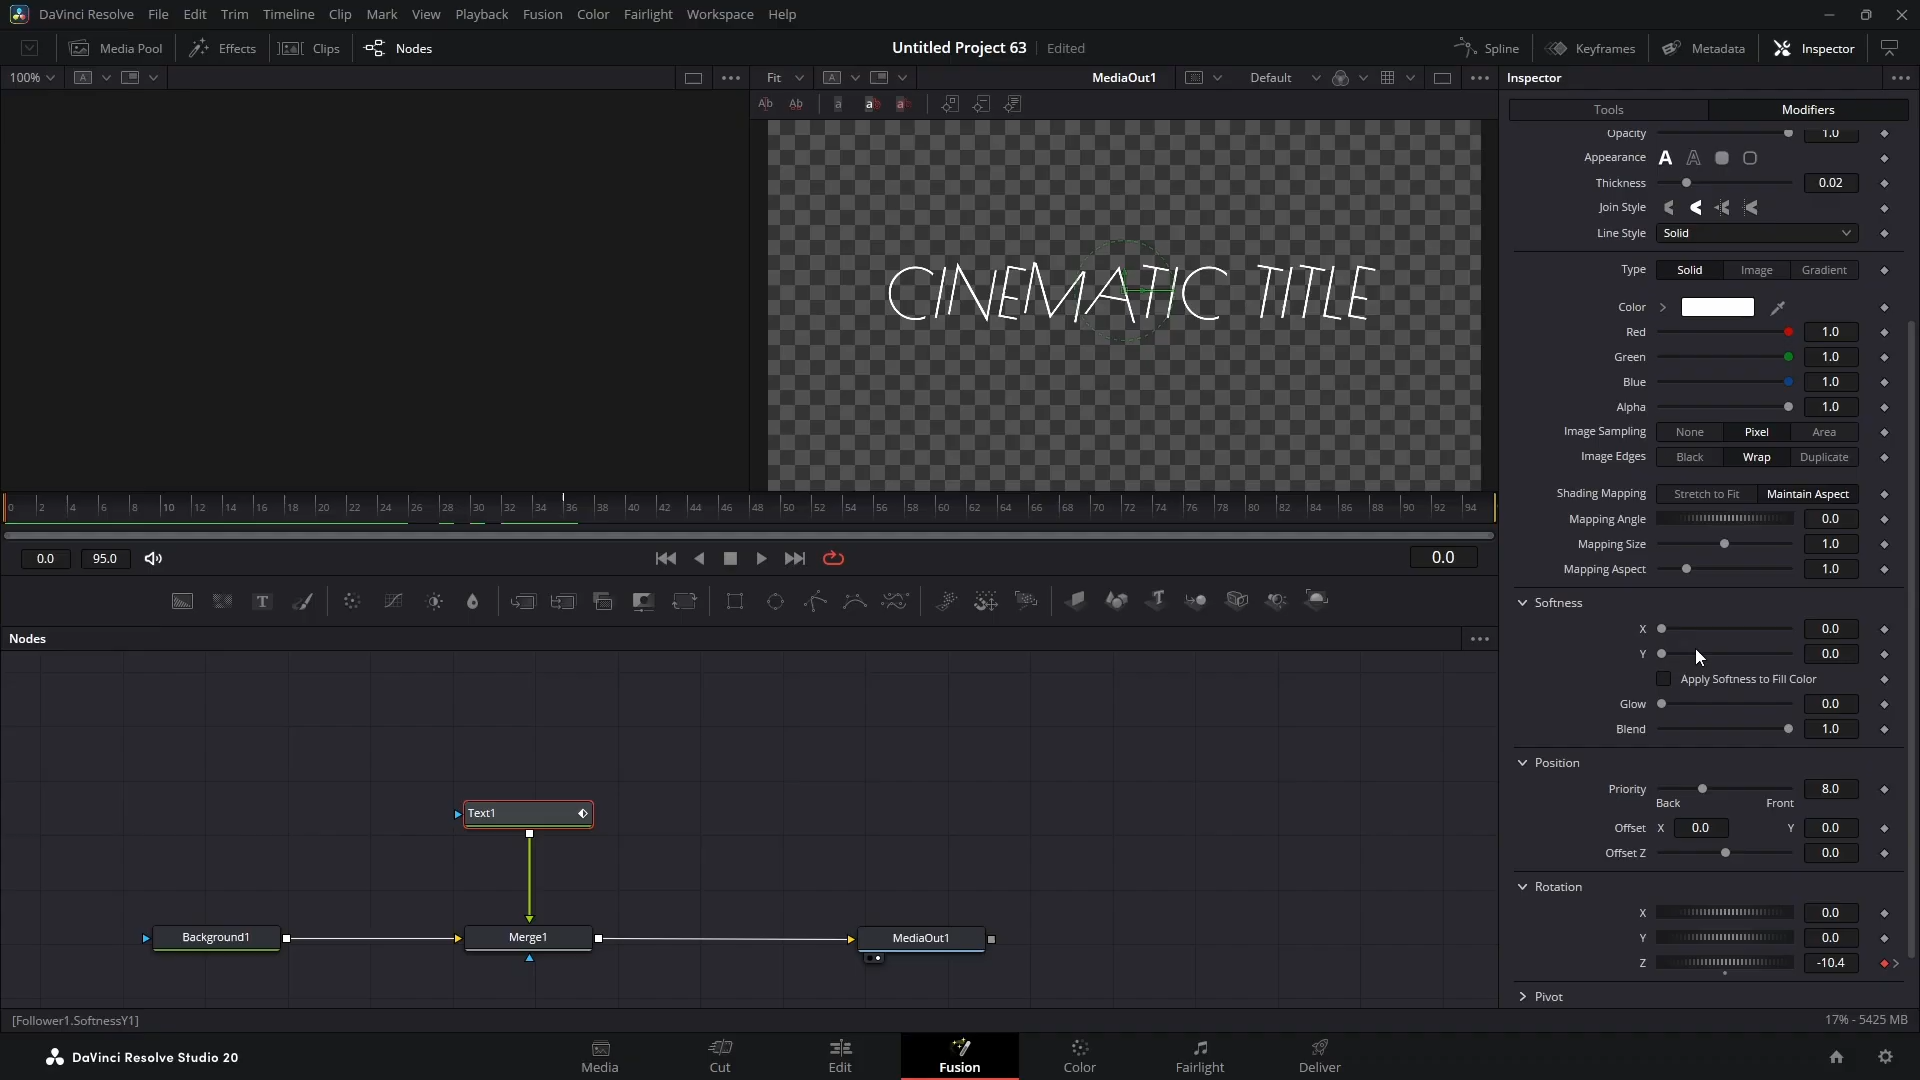 DaVinci Resolve File Edit Trim Timeline Clip Mark View Playback Fusion Color Fairlight Workspace Help
Media Pool Effects Clips Nodes Untitled Project 63 Edited Spline Keyframes Metadata Inspector
100% A Fit A MediaOut1 Default Inspector
Tools Modifiers
Opacity 1.0
Appearance
Thickness 0.02
Join Style
Line Style Solid
Type Solid Image Gradient
Color
Red 1.0
Green 1.0
Blue 1.0
Alpha 1.0
Image Sampling None Pixel Area
Image Edges Black Wrap Duplicate
Shading Mapping Stretch to Fit Maintain Aspect
Mapping Angle 0.0
Mapping Size 1.0
Mapping Aspect 1.0
Softness
X 0.0
Y 0.0
Apply Softness to Fill Color
Glow 0.0
Blend 1.0
Position
Priority 8.0
Back Front
Offset X 0.0 Y 0.0
Offset Z 0.0
Rotation
X 0.0
Y 0.0
Z -10.4
Pivot
CINEMATIC TITLE
0 2 4 6 8 10 12 14 16 18 20 22 24 26 28 30 32 34 36 38 40 42 44 46 48 50 52 54 56 58 60 62 64 66 68 70 72 74 76 78 80 82 84 86 88 90 92 94
0.0 95.0 0.0
Nodes
Text1
Background1 Merge1 MediaOut1
[Follower1.SoftnessY1] 17% - 5425 MB
DaVinci Resolve Studio 20 Media Cut Edit Fusion Color Fairlight Deliver